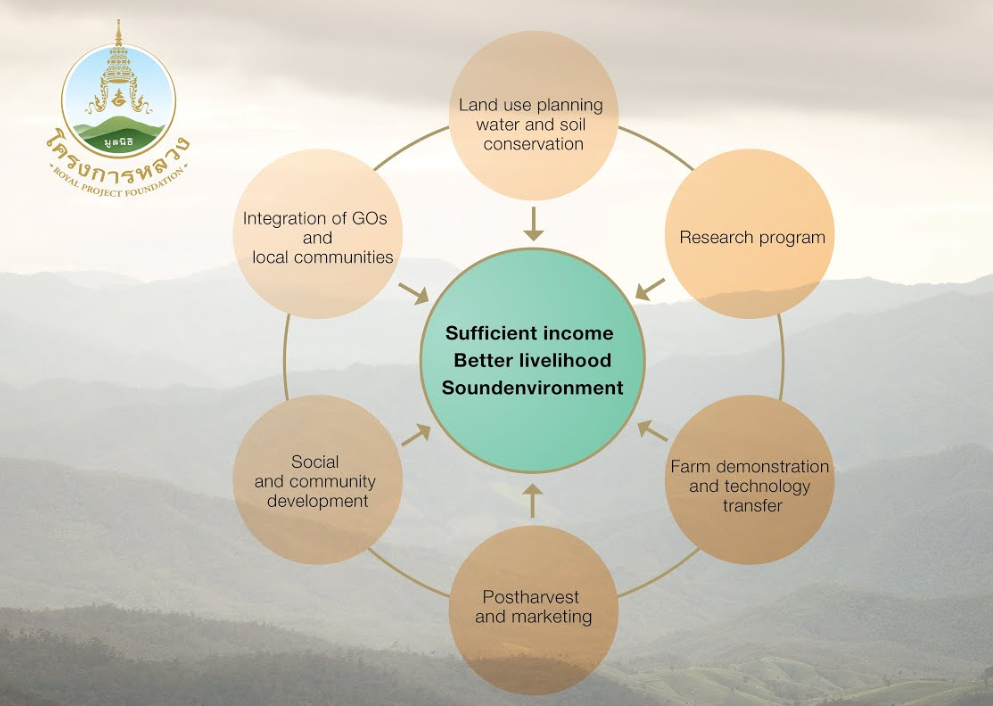 มูลนิธิ
โครงการหลวง
· ROYAL PROJECT FOUNDATION ·
Land use planning
water and soil
conservation
Research program
Farm demonstration
and technology
transfer
Postharvest
and marketing
Social
and community
development
Integration of GOs
and
local communities
Sufficient income
Better livelihood
Soundenvironment